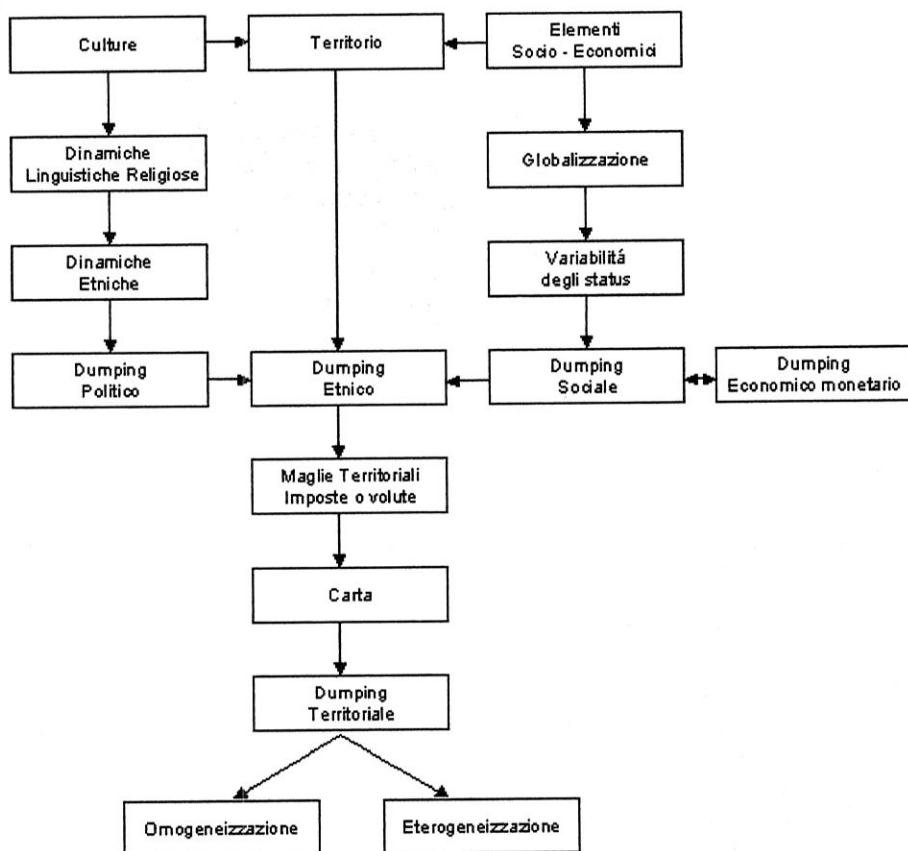 Culture
Territorio
Elementi
Socio - Economici
Dinamiche
Linguistiche Religiose
Globalizzazione
Dinamiche
Etniche
Variabilitá
degli status
Dumping
Politico
Dumping
Etnico
Dumping
Sociale
Dumping
Economico monetario
Maglie Territoriali
Imposte o volute
Carta
Dumping
Territoriale
Omogeneizzazione
Eterogeneizzazione